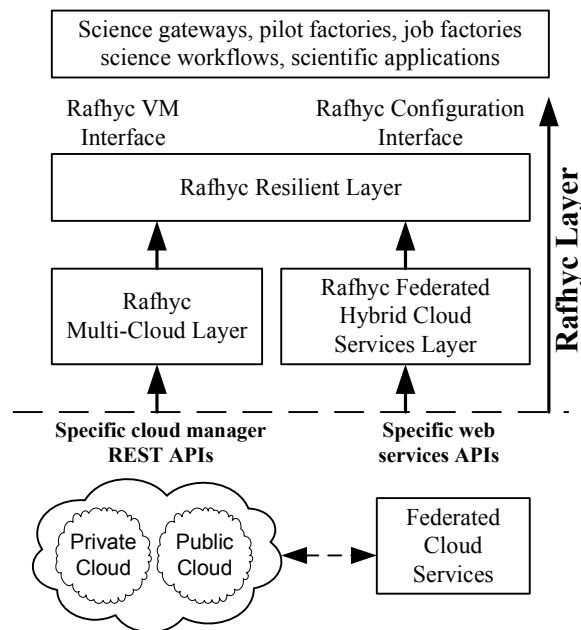 Science gateways, pilot factories, job factories
science workflows, scientific applications
Rafhyc VM
Interface
Rafhyc Configuration
Interface
Rafhyc Resilient Layer
Rafhyc Layer
Rafhyc
Multi-Cloud Layer
Rafhyc Federated
Hybrid Cloud
Services Layer
Specific cloud manager
REST APIs
Specific web
services APIs
Private
Cloud
Public
Cloud
Federated
Cloud
Services